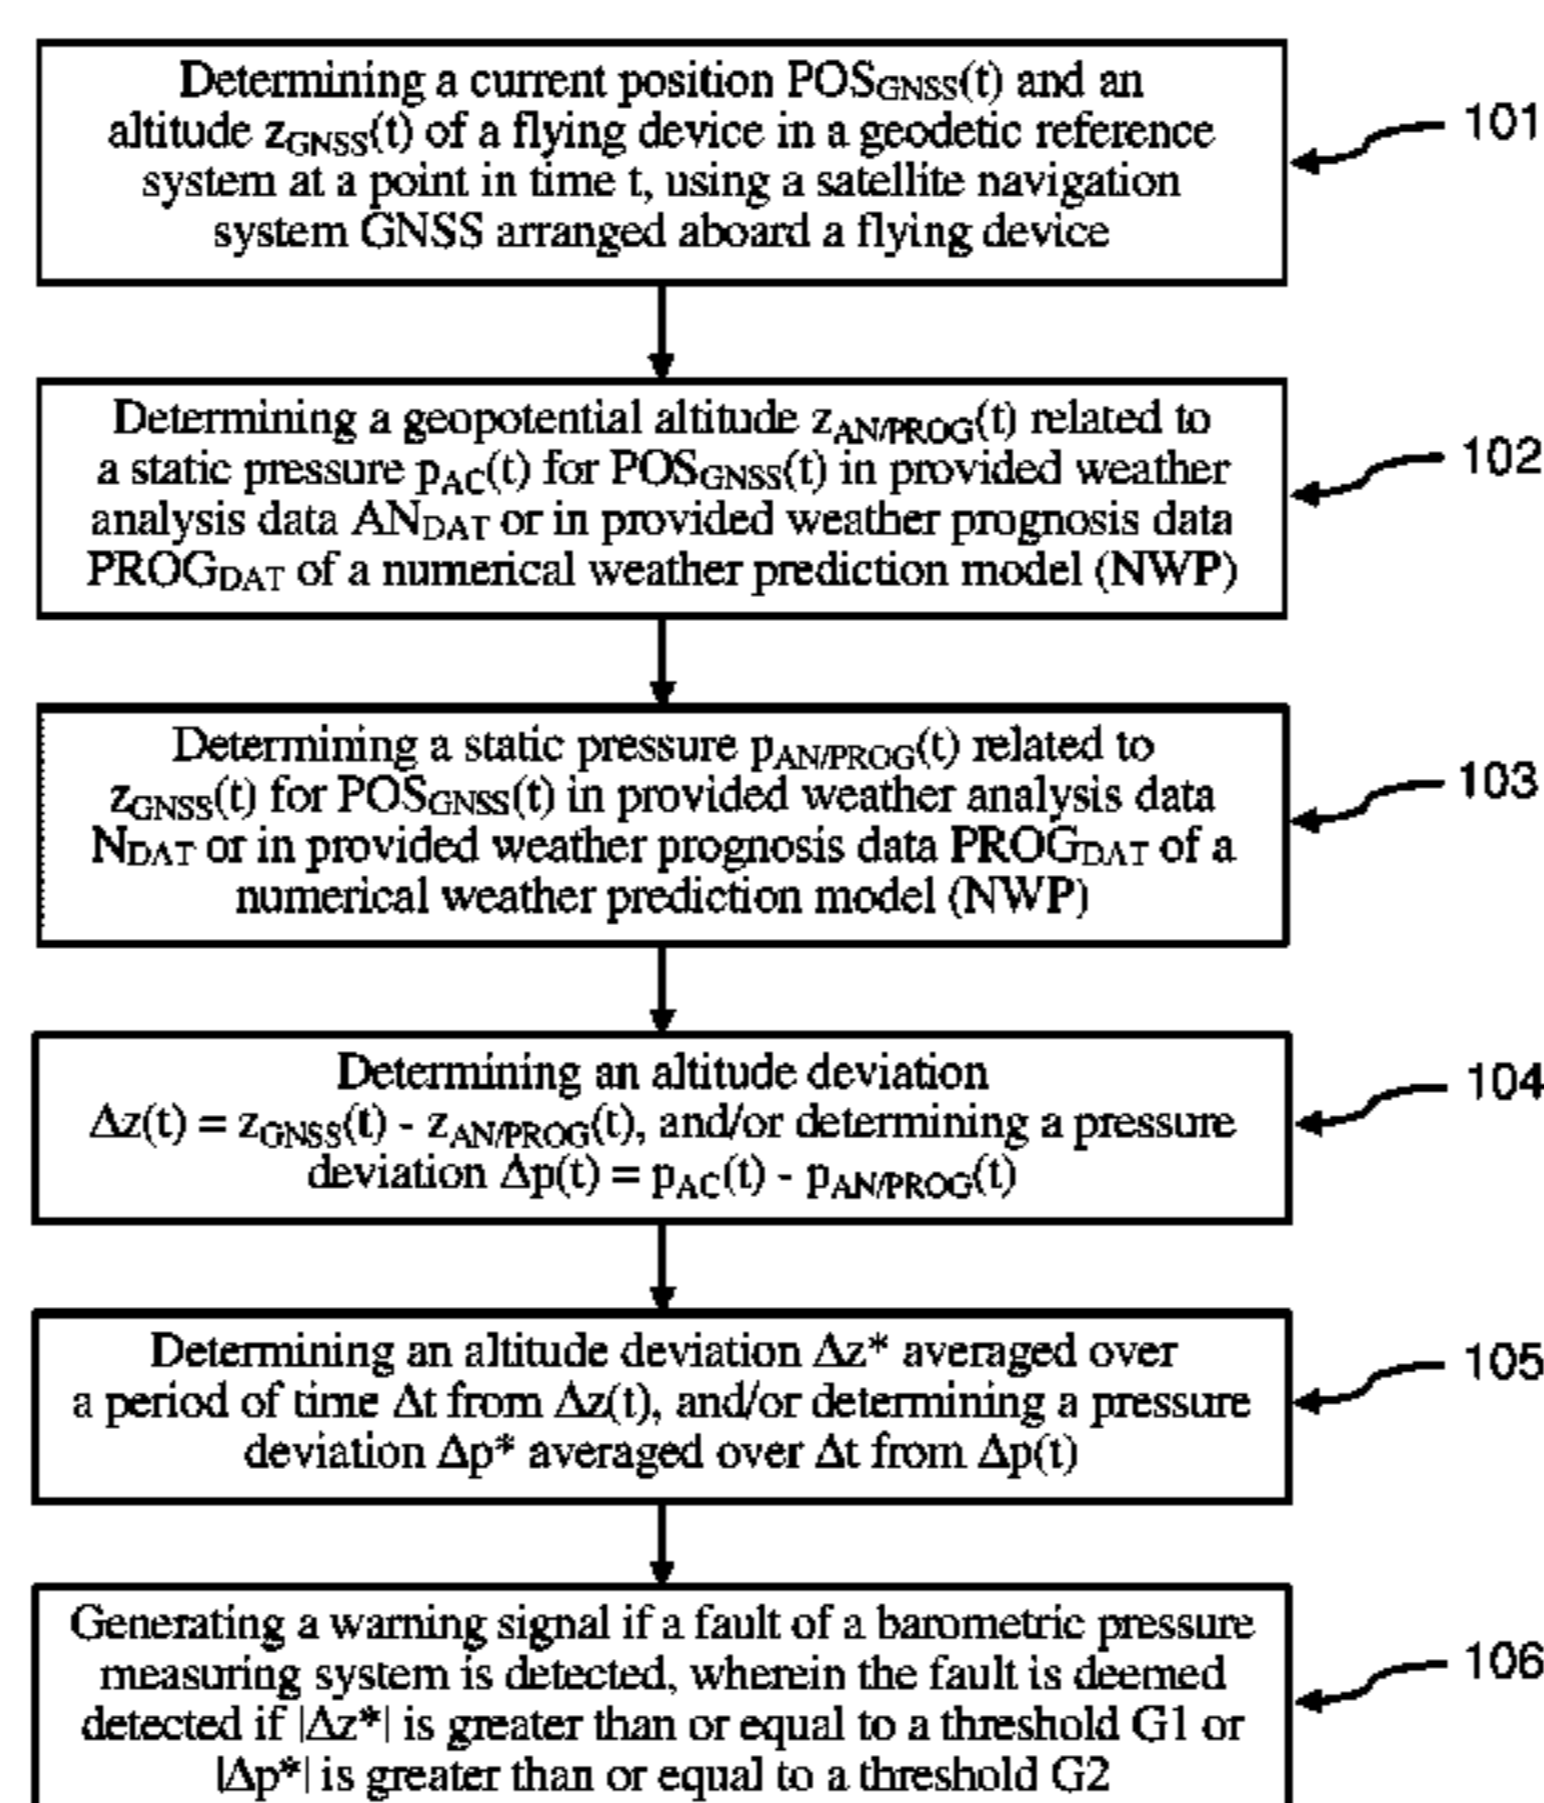 Determining a current position POSGNSS(t) and an
altitude zGNSS(t) of a flying device in a geodetic reference
system at a point in time t, using a satellite navigation
system GNSS arranged aboard a flying device
101
Determining a geopotential altitude zAN/PROG(t) related to
a static pressure pAC(t) for POSGNSS(t) in provided weather
analysis data ANDAT or in provided weather prognosis data
PROGDAT of a numerical weather prediction model (NWP)
102
Determining a static pressure pAN/PROG(t) related to
zGNSS(t) for POSGNSS(t) in provided weather analysis data
NDAT or in provided weather prognosis data PROGDAT of a
numerical weather prediction model (NWP)
103
Determining an altitude deviation
Δz(t) = zGNSS(t) - zAN/PROG(t), and/or determining a pressure
deviation Δp(t) = pAC(t) - pAN/PROG(t)
104
Determining an altitude deviation Δz* averaged over
a period of time Δt from Δz(t), and/or determining a pressure
deviation Δp* averaged over Δt from Δp(t)
105
Generating a warning signal if a fault of a barometric pressure
measuring system is detected, wherein the fault is deemed
detected if |Δz*| is greater than or equal to a threshold G1 or
|Δp*| is greater than or equal to a threshold G2
106